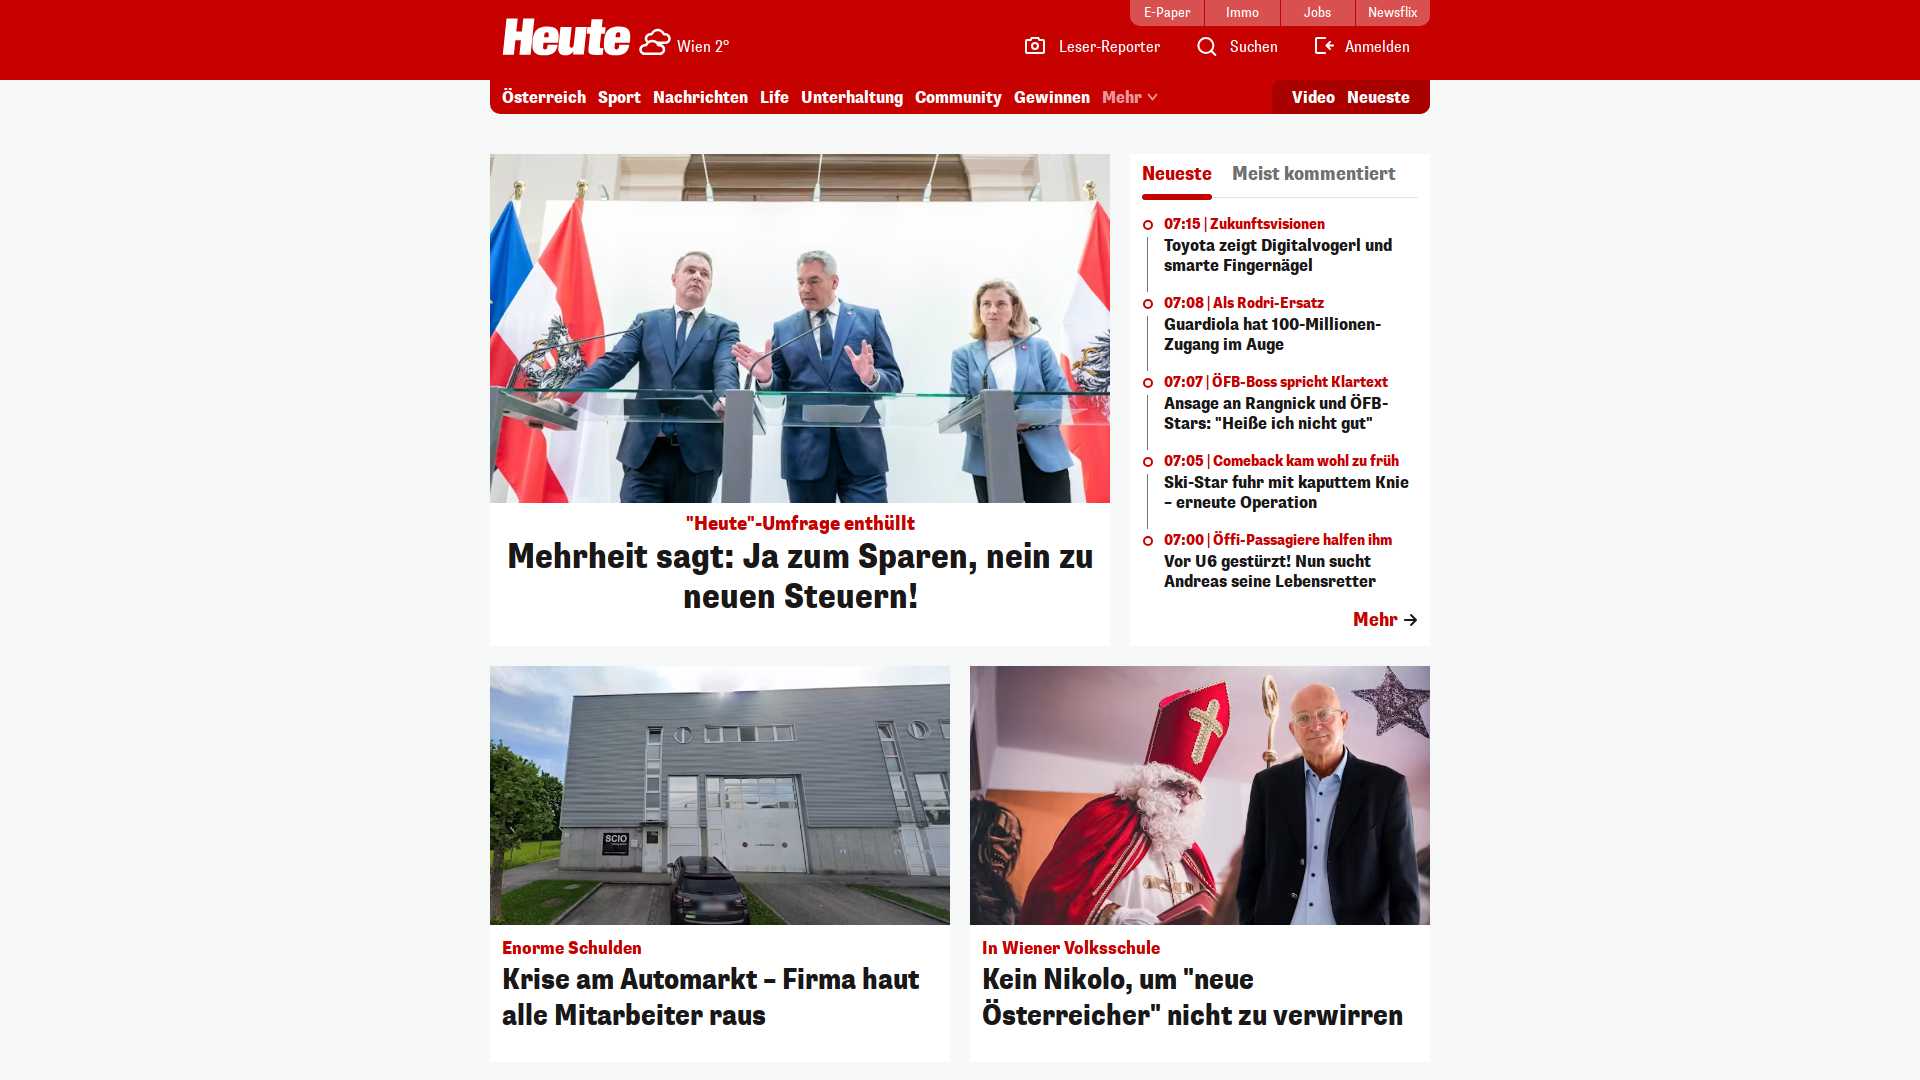 E-Paper
Immo
Jobs
Newsflix
Heute
Wien 2°
Leser-Reporter
Suchen
Anmelden
Österreich
Sport
Nachrichten
Life
Unterhaltung
Community
Gewinnen
Mehr
Video
Neueste
"Heute"-Umfrage enthüllt
Mehrheit sagt: Ja zum Sparen, nein zu
neuen Steuern!
Neueste
Meist kommentiert
07:15 | Zukunftsvisionen
Toyota zeigt Digitalvogerl und
smarte Fingernägel
07:08 | Als Rodri-Ersatz
Guardiola hat 100-Millionen-
Zugang im Auge
07:07 | ÖFB-Boss spricht Klartext
Ansage an Rangnick und ÖFB-
Stars: "Heiße ich nicht gut"
07:05 | Comeback kam wohl zu früh
Ski-Star fuhr mit kaputtem Knie
– erneute Operation
07:00 | Öffi-Passagiere halfen ihm
Vor U6 gestürzt! Nun sucht
Andreas seine Lebensretter
Mehr
SCIO
Enorme Schulden
Krise am Automarkt – Firma haut
alle Mitarbeiter raus
In Wiener Volksschule
Kein Nikolo, um "neue
Österreicher" nicht zu verwirren